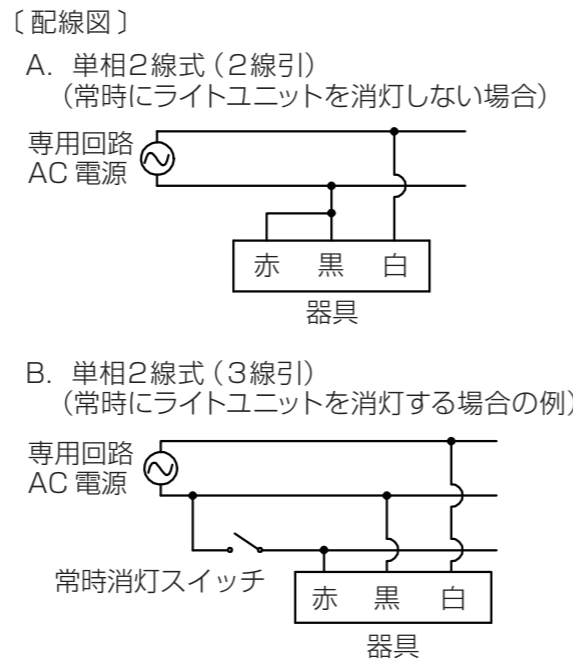 〔配線図〕
A. 単相2線式（2線引）
（常時にライトユニットを消灯しない場合）
専用回路
AC 電源
赤 黒 白
器具
B. 単相2線式（3線引）
（常時にライトユニットを消灯する場合の例）
専用回路
AC 電源
常時消灯スイッチ
赤 黒 白
器具